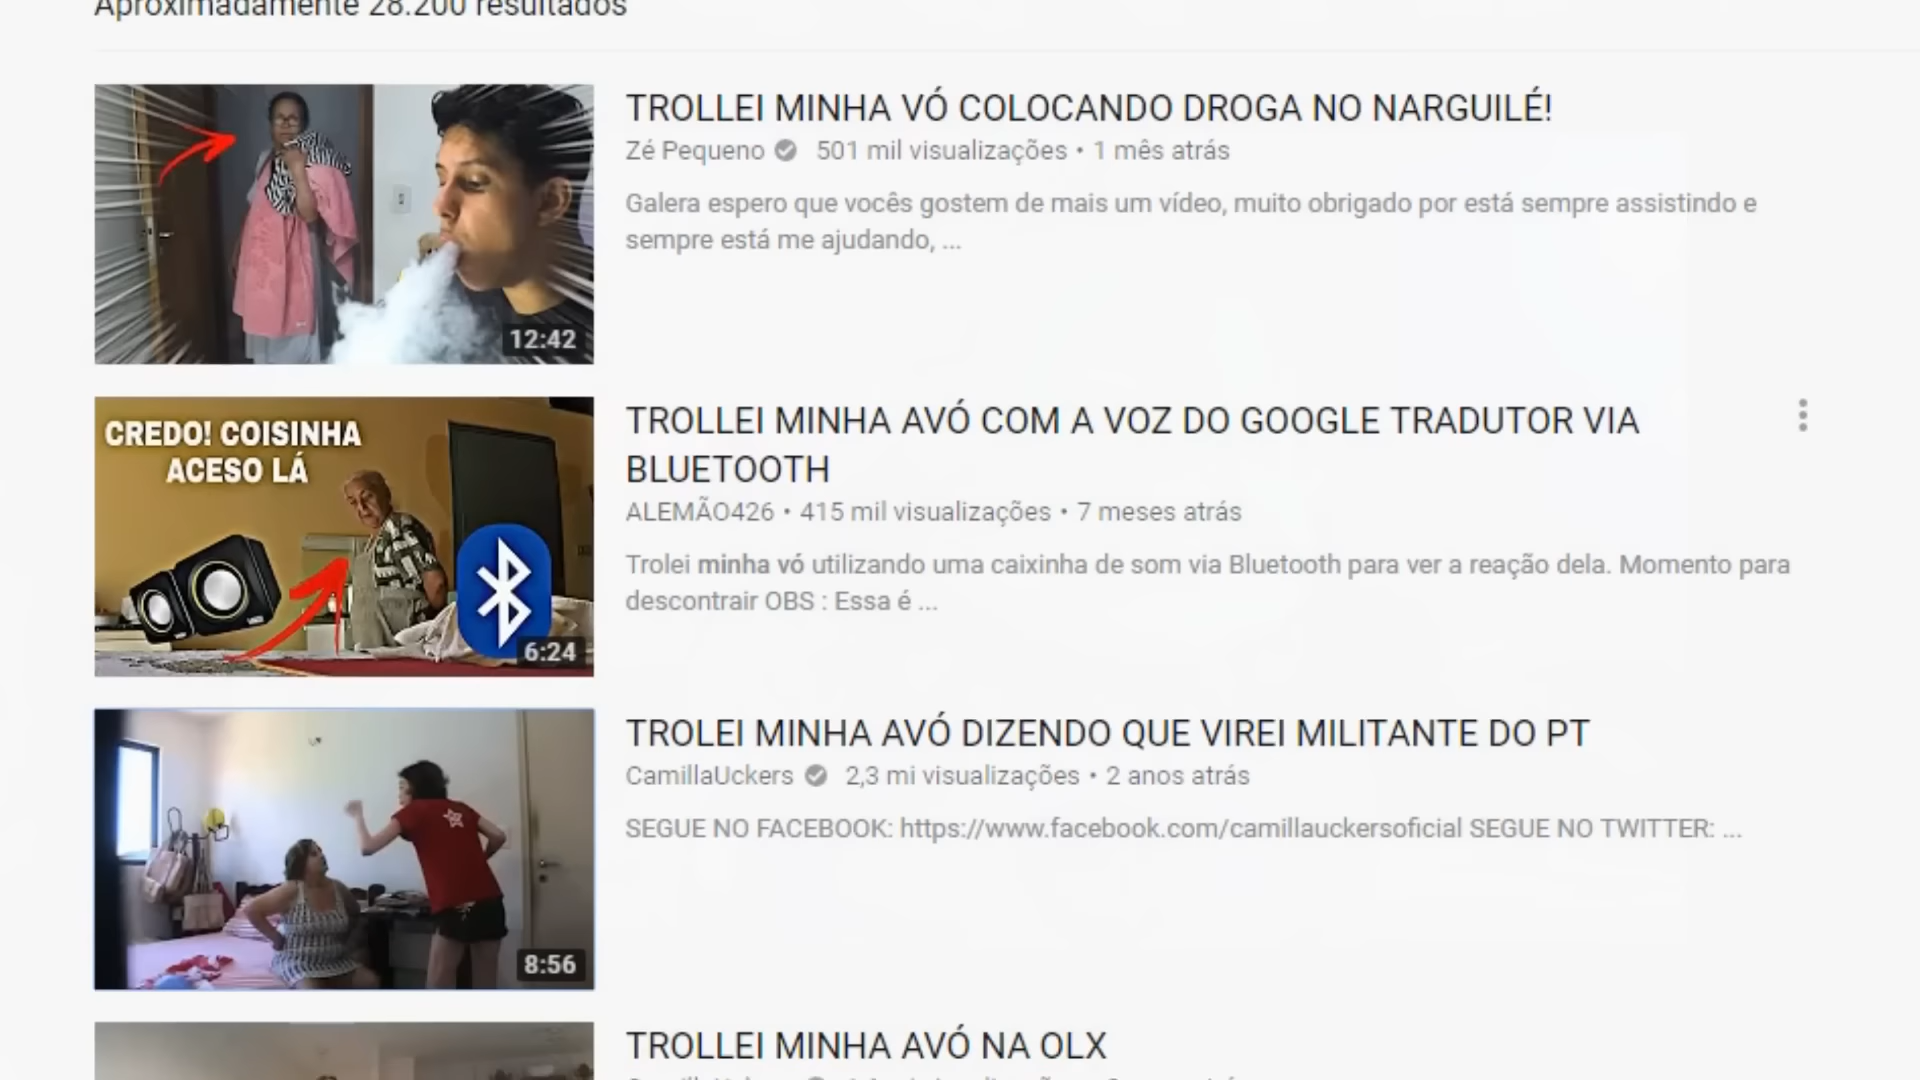 Aproximadamente 28.200 resultados
TROLLEI MINHA VÓ COLOCANDO DROGA NO NARGUILÉ!
Zé Pequeno 501 mil visualizações • 1 mês atrás
Galera espero que vocês gostem de mais um vídeo, muito obrigado por está sempre assistindo e
sempre está me ajudando, ...
12:42
CREDO! COISINHA
ACESO LÁ
6:24
TROLLEI MINHA AVÓ COM A VOZ DO GOOGLE TRADUTOR VIA
BLUETOOTH
ALEMÃO426 • 415 mil visualizações • 7 meses atrás
Trolei minha vó utilizando uma caixinha de som via Bluetooth para ver a reação dela. Momento para
descontrair OBS : Essa é ...
8:56
TROLEI MINHA AVÓ DIZENDO QUE VIREI MILITANTE DO PT
CamillaUckers 2,3 mi visualizações • 2 anos atrás
SEGUE NO FACEBOOK: https://www.facebook.com/camillauckersoficial SEGUE NO TWITTER: ...
TROLLEI MINHA AVÓ NA OLX